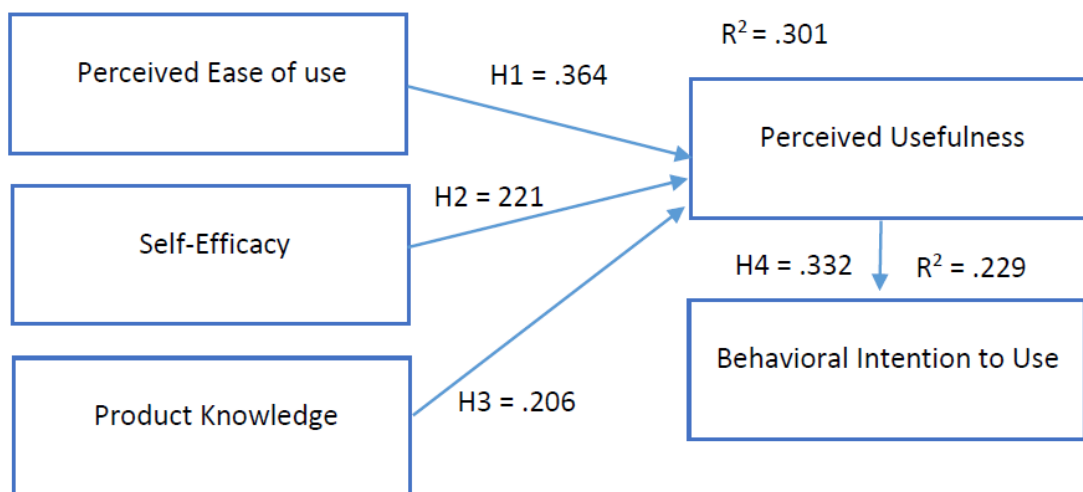 R² = .301
Perceived Ease of use
H1 = .364
Perceived Usefulness
H2 = 221
Self-Efficacy
H4 = .332
R² = .229
Behavioral Intention to Use
H3 = .206
Product Knowledge